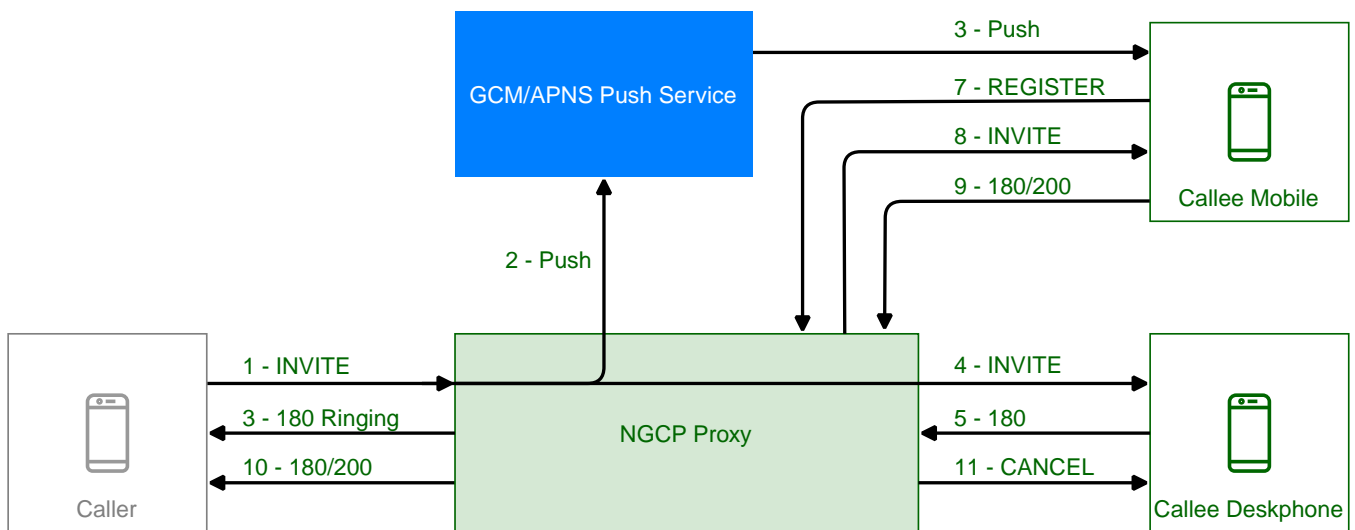 3 - Push
GCM/APNS Push Service
7 - REGISTER
8 - INVITE
9 - 180/200
Callee Mobile
2 - Push
1 - INVITE
4 - INVITE
3 - 180 Ringing
NGCP Proxy
5 - 180
10 - 180/200
11 - CANCEL
Caller
Callee Deskphone